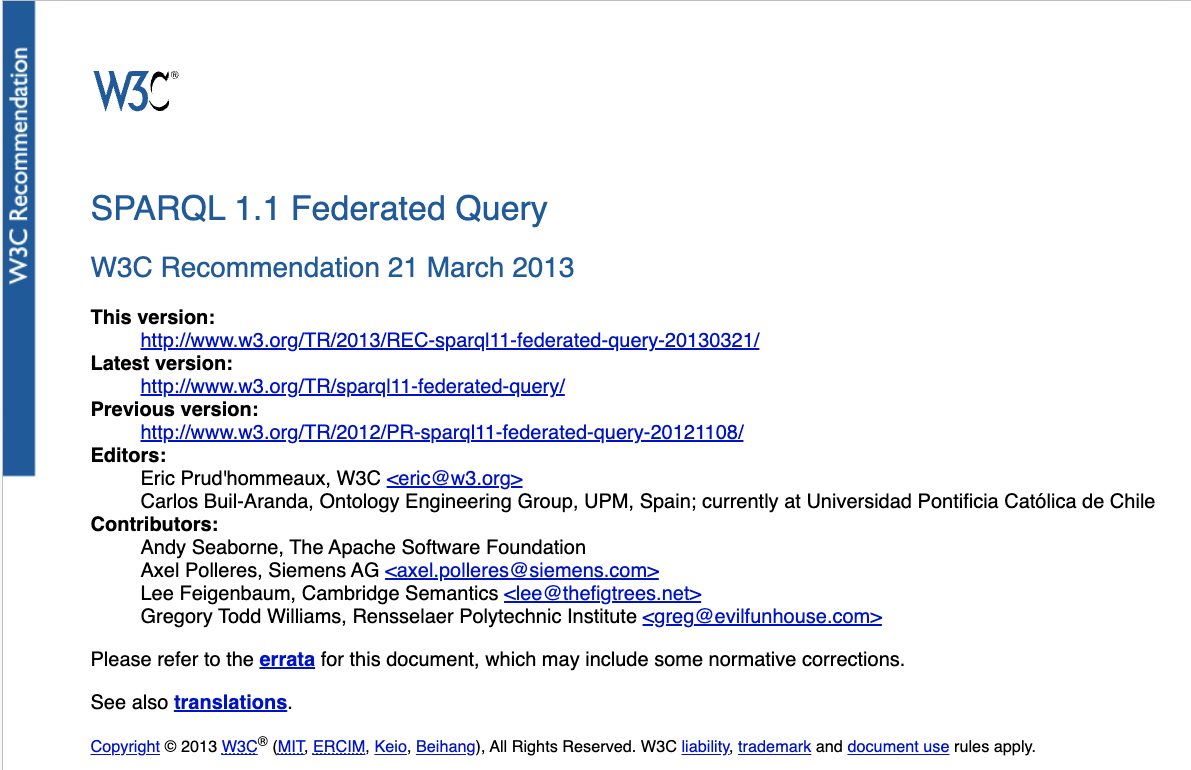 W3C Recommendation
W3C®
SPARQL 1.1 Federated Query
W3C Recommendation 21 March 2013
This version:
http://www.w3.org/TR/2013/REC-sparql11-federated-query-20130321/
Latest version:
http://www.w3.org/TR/sparql11-federated-query/
Previous version:
http://www.w3.org/TR/2012/PR-sparql11-federated-query-20121108/
Editors:
Eric Prud'hommeaux, W3C <eric@w3.org>
Carlos Buil-Aranda, Ontology Engineering Group, UPM, Spain; currently at Universidad Pontificia Católica de Chile
Contributors:
Andy Seaborne, The Apache Software Foundation
Axel Polleres, Siemens AG <axel.polleres@siemens.com>
Lee Feigenbaum, Cambridge Semantics <lee@thefigtrees.net>
Gregory Todd Williams, Rensselaer Polytechnic Institute <greg@evilfunhouse.com>
Please refer to the errata for this document, which may include some normative corrections.
See also translations.
Copyright © 2013 W3C® (MIT, ERCIM, Keio, Beihang), All Rights Reserved. W3C liability, trademark and document use rules apply.